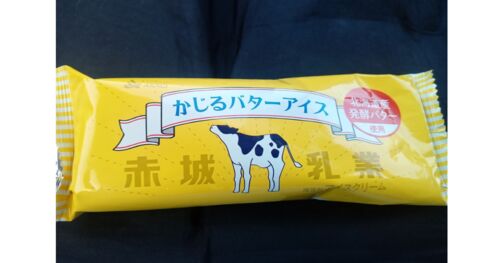 かじるバターアイス
北海道産
発酵バター
使用
赤城 乳業
アイスクリーム